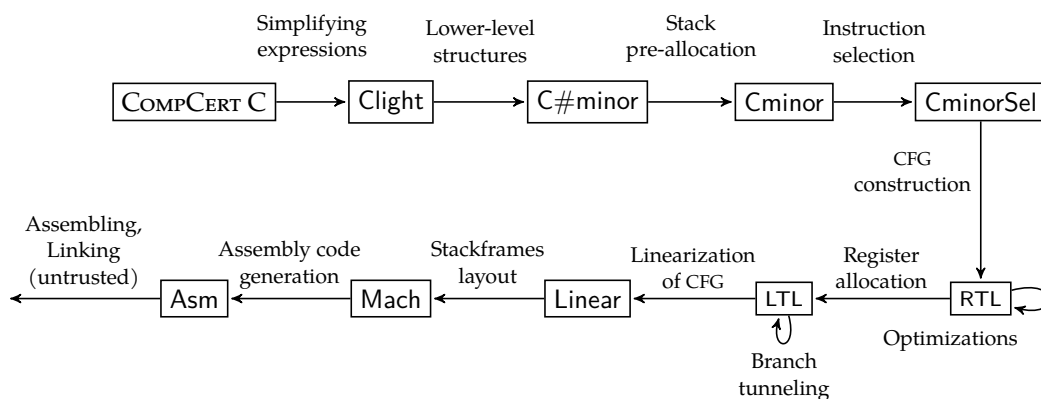 Simplifying
expressions
Lower-level
structures
Stack
pre-allocation
Instruction
selection
COMPCERT C
Clight
C#minor
Cminor
CminorSel
CFG
construction
Assembling,
Linking
(untrusted)
Assembly code
generation
Stackframes
layout
Linearization
of CFG
Register
allocation
Asm
Mach
Linear
LTL
RTL
Optimizations
Branch
tunneling